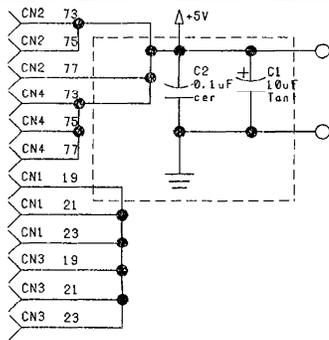 CN2 73
+5V
CN2 75
CN2 77
C2 0.1uF cer
+ C1 10uF Tan
CN4 73
CN4 75
CN4 77
CN1 19
CN1 21
CN1 23
CN3 19
CN3 21
CN3 23